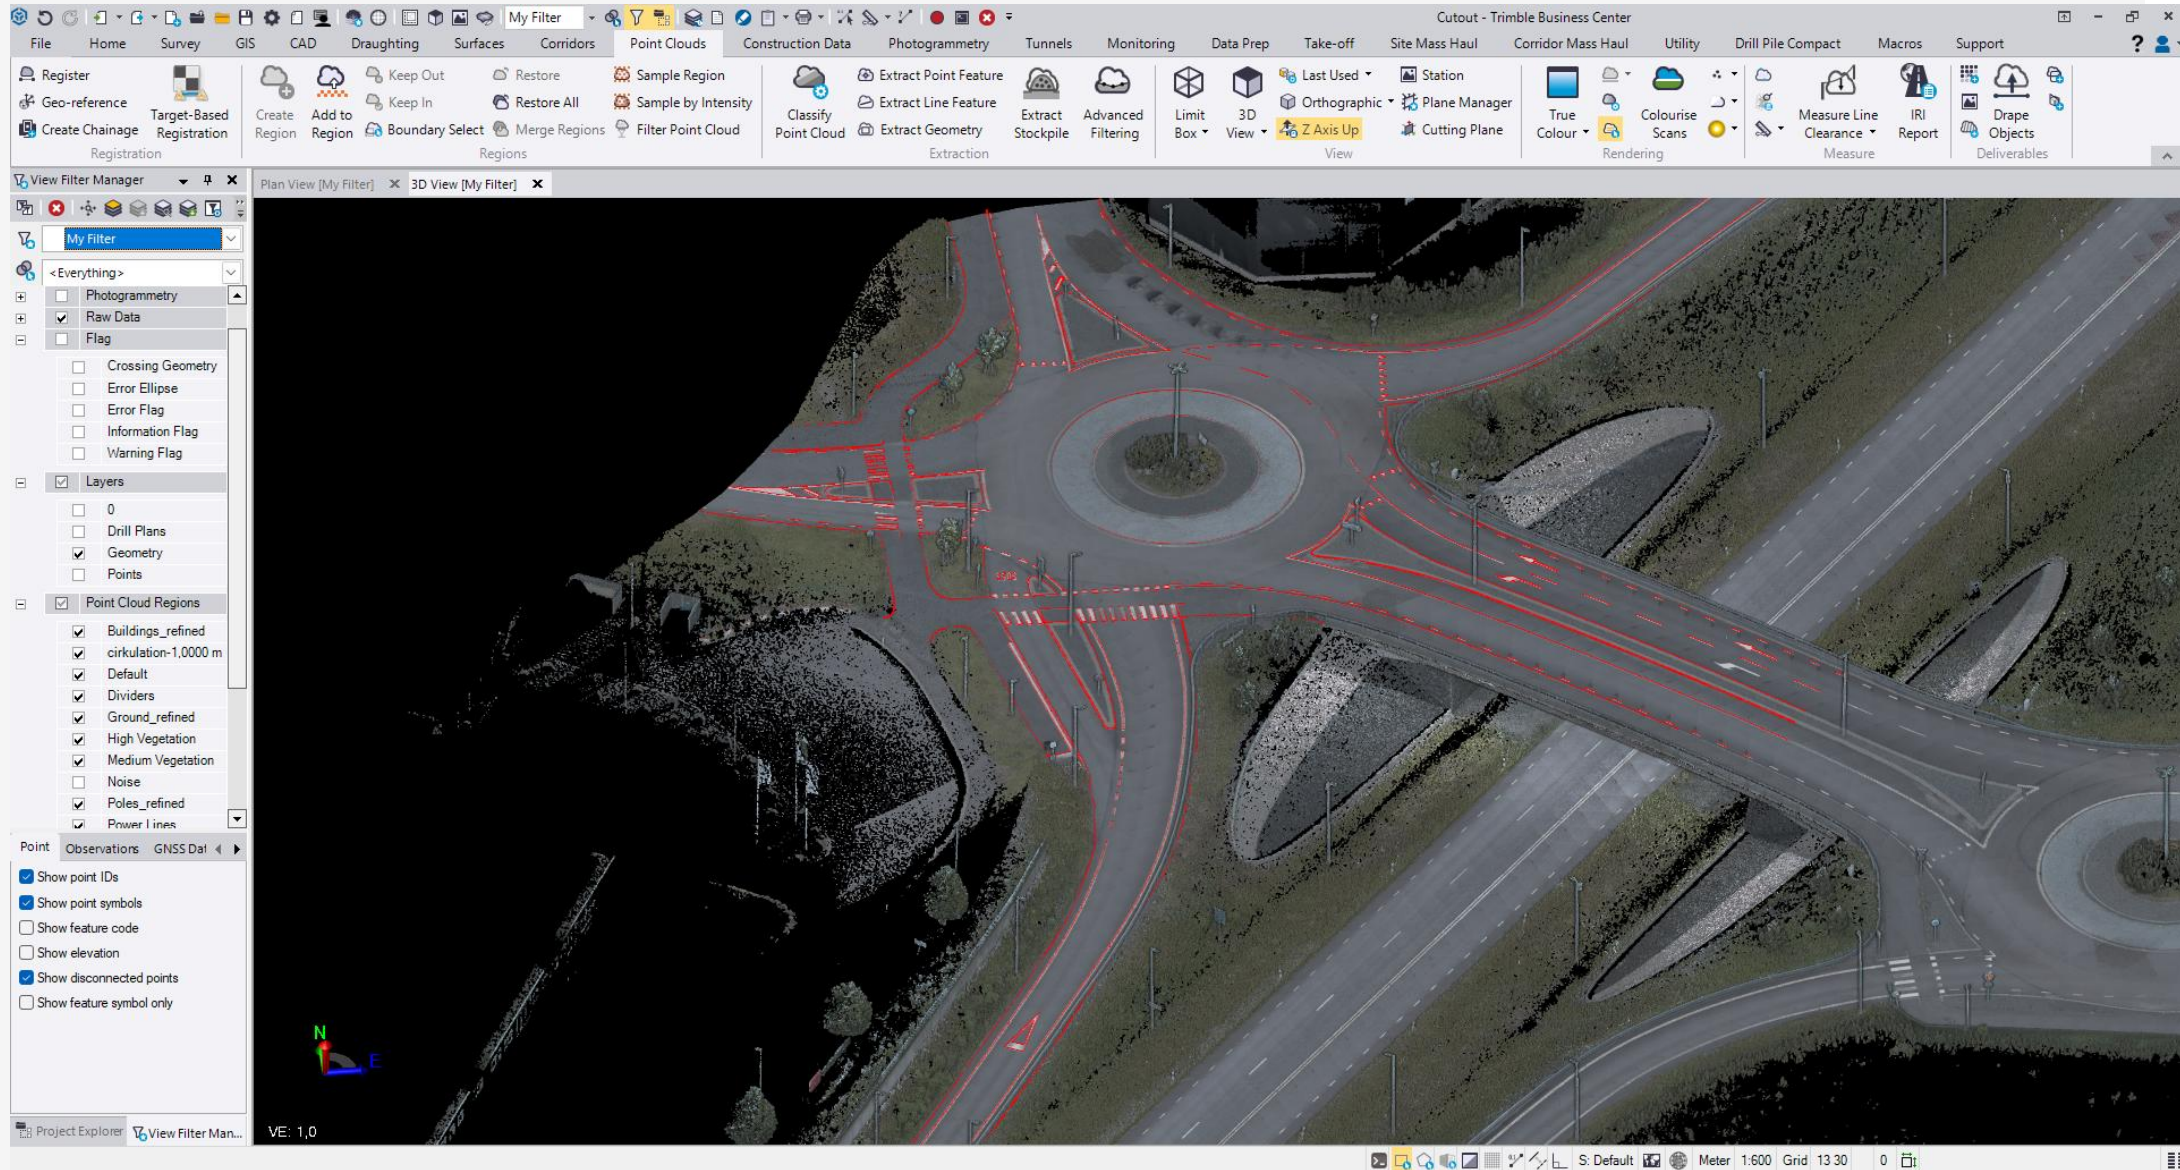 My Filter
Cutout - Trimble Business Center
File Home Survey GIS CAD Draughting Surfaces Corridors Point Clouds Construction Data Photogrammetry Tunnels Monitoring Data Prep Take-off Site Mass Haul Corridor Mass Haul Utility Drill Pile Compact Macros Support
Register
Geo-reference
Create Chainage
Target-Based
Registration
Registration
Create
Region
Add to
Region
Keep Out
Keep In
Boundary Select
Restore
Restore All
Merge Regions
Sample Region
Sample by Intensity
Filter Point Cloud
Regions
Classify
Point Cloud
Extract Point Feature
Extract Line Feature
Extract Geometry
Extract
Stockpile
Advanced
Filtering
Extraction
Limit
Box
3D
View
Last Used
Orthographic
Z Axis Up
Station
Plane Manager
Cutting Plane
View
True
Colour
Colourise
Scans
Rendering
Measure Line
Clearance
IRI
Report
Measure
Drape
Objects
Deliverables
View Filter Manager
Plan View [My Filter]
3D View [My Filter]
My Filter
<Everything>
Photogrammetry
Raw Data
Flag
Crossing Geometry
Error Ellipse
Error Flag
Information Flag
Warning Flag
Layers
0
Drill Plans
Geometry
Points
Point Cloud Regions
Buildings_refined
cirkulation-1,0000 m
Default
Dividers
Ground_refined
High Vegetation
Medium Vegetation
Noise
Poles_refined
Power Lines
Point Observations GNSS Dat
Show point IDs
Show point symbols
Show feature code
Show elevation
Show disconnected points
Show feature symbol only
N
E
VE: 1,0
Project Explorer View Filter Man...
S: Default Meter 1:600 Grid 13 30 0